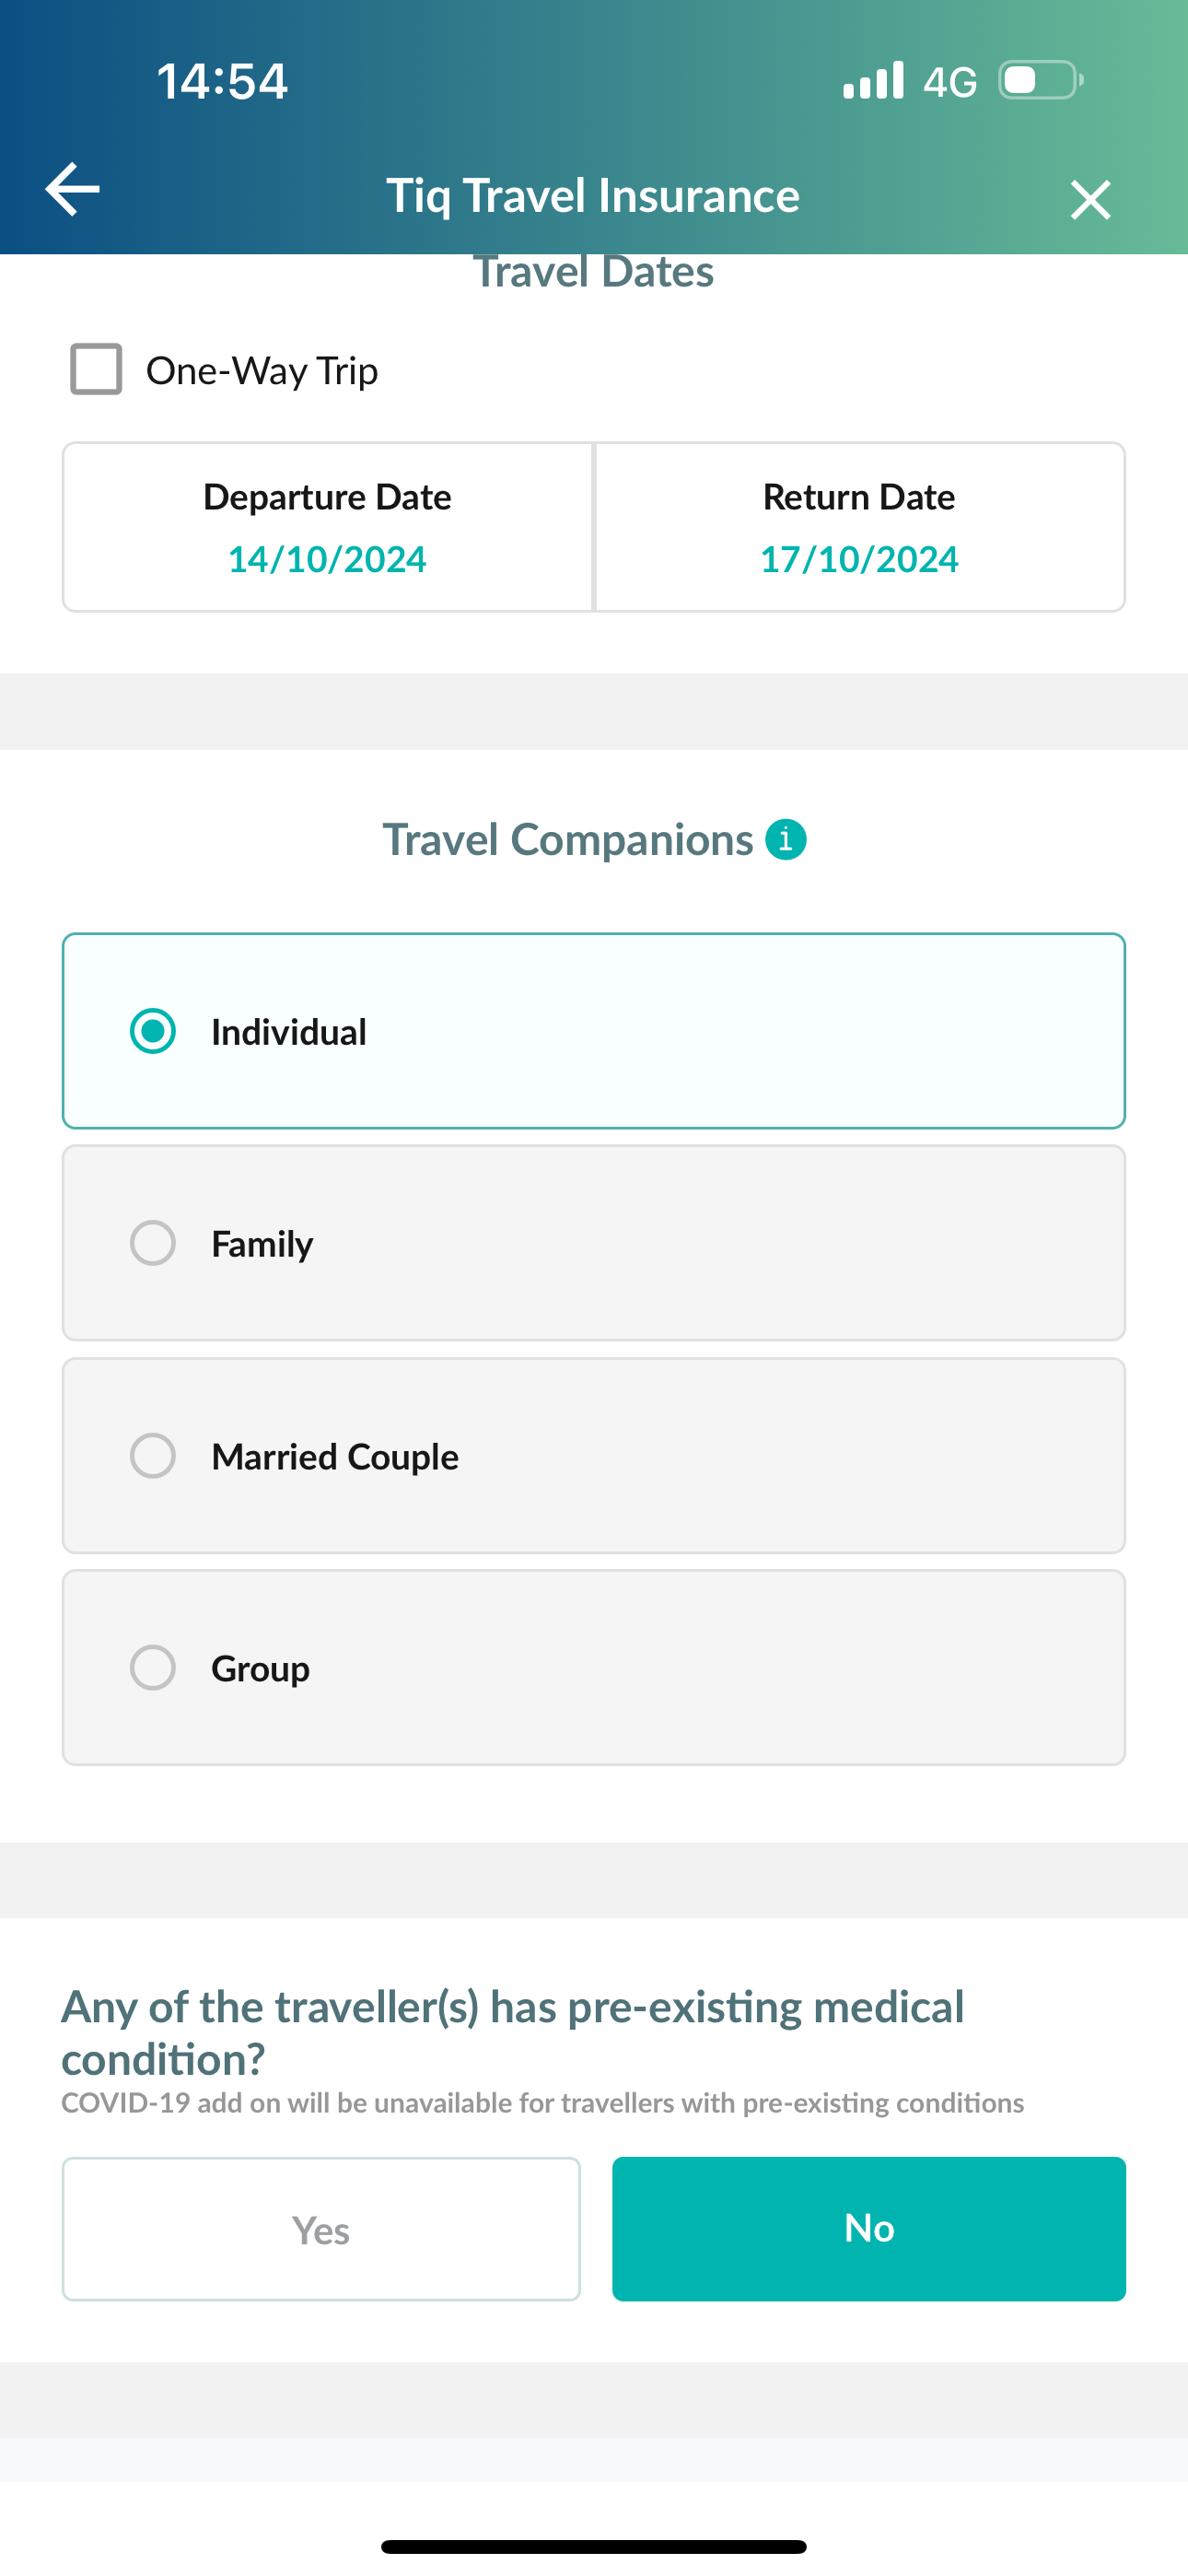 14:54
4G
Tiq Travel Insurance
Travel Dates
One-Way Trip
Departure Date
14/10/2024
Return Date
17/10/2024
Travel Companions i
Individual
Family
Married Couple
Group
Any of the traveller(s) has pre-existing medical
condition?
COVID-19 add on will be unavailable for travellers with pre-existing conditions
Yes
No